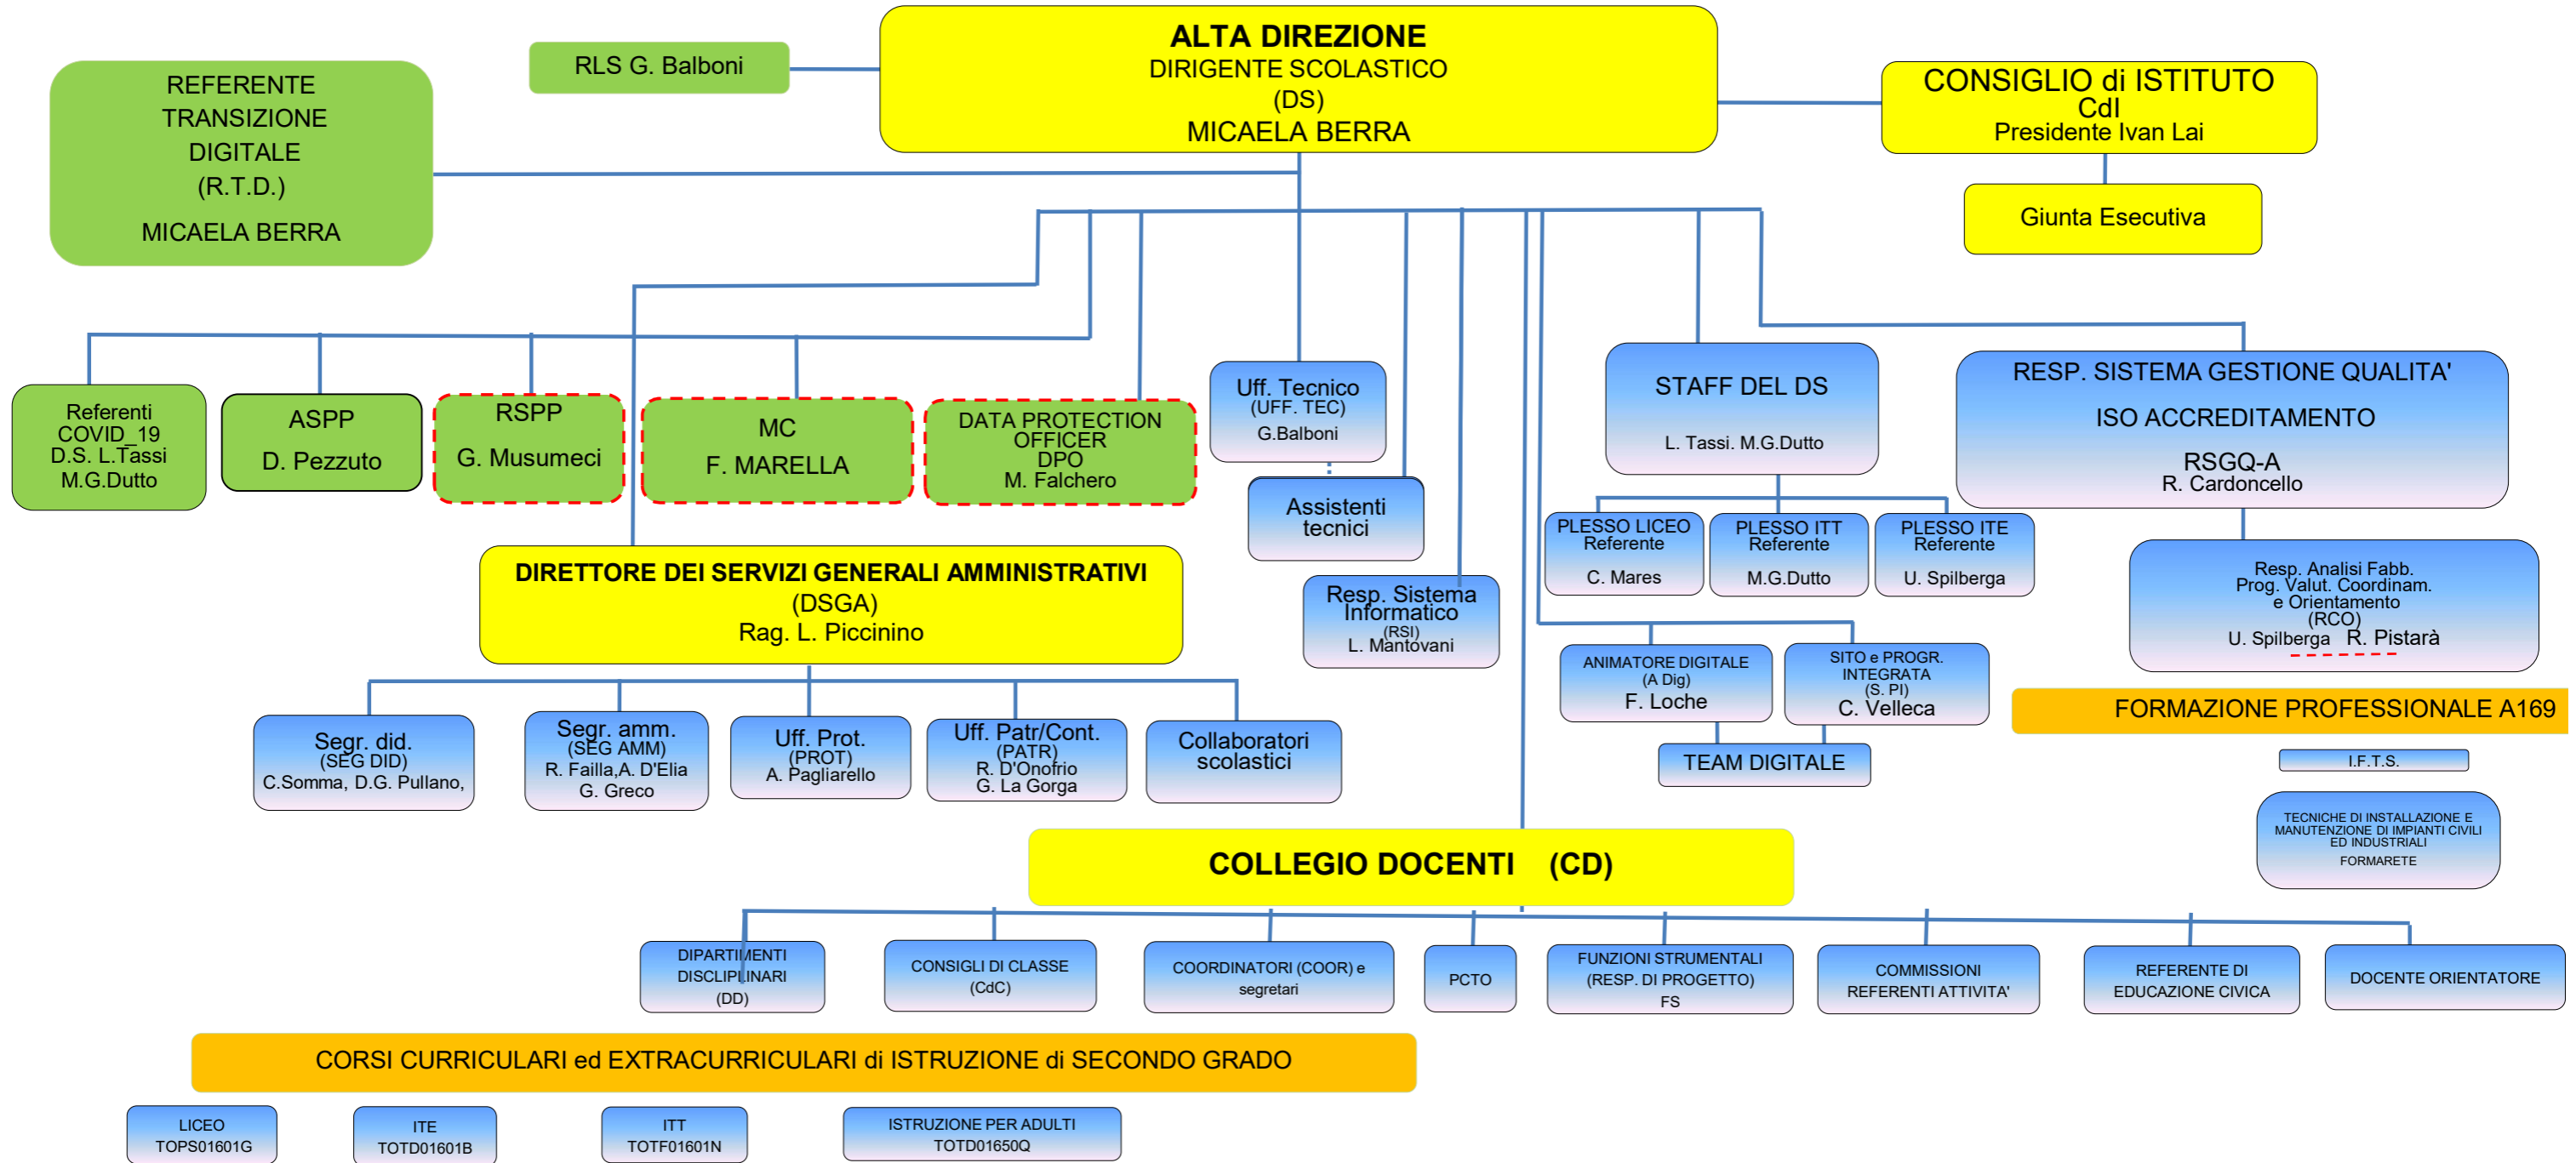 ALTA DIREZIONE
DIRIGENTE SCOLASTICO
(DS)
MICAELA BERRA
RLS G. Balboni
REFERENTE
TRANSIZIONE
DIGITALE
(R.T.D.)
MICAELA BERRA
CONSIGLIO di ISTITUTO
CdI
Presidente Ivan Lai
Giunta Esecutiva
Referenti
COVID_19
D.S. L.Tassi
M.G.Dutto
ASPP
D. Pezzuto
RSPP
G. Musumeci
MC
F. MARELLA
DATA PROTECTION
OFFICER
DPO
M. Falchero
Uff. Tecnico
(UFF. TEC)
G.Balboni
Assistenti
tecnici
Resp. Sistema
Informatico
(RSI)
L. Mantovani
STAFF DEL DS
L. Tassi. M.G.Dutto
PLESSO LICEO
Referente
C. Mares
PLESSO ITT
Referente
M.G.Dutto
PLESSO ITE
Referente
U. Spilberga
RESP. SISTEMA GESTIONE QUALITA'
ISO ACCREDITAMENTO
RSGQ-A
R. Cardoncello
Resp. Analisi Fabb.
Prog. Valut. Coordinam.
e Orientamento
(RCO)
U. Spilberga R. Pistarà
DIRETTORE DEI SERVIZI GENERALI AMMINISTRATIVI
(DSGA)
Rag. L. Piccinino
ANIMATORE DIGITALE
(A Dig)
F. Loche
SITO e PROGR.
INTEGRATA
(S. PI)
C. Velleca
TEAM DIGITALE
FORMAZIONE PROFESSIONALE A169
I.F.T.S.
TECNICHE DI INSTALLAZIONE E
MANUTENZIONE DI IMPIANTI CIVILI
ED INDUSTRIALI
FORMARETE
Segr. did.
(SEG DID)
C.Somma, D.G. Pullano,
Segr. amm.
(SEG AMM)
R. Failla,A. D'Elia
G. Greco
Uff. Prot.
(PROT)
A. Pagliarello
Uff. Patr/Cont.
(PATR)
R. D'Onofrio
G. La Gorga
Collaboratori
scolastici
COLLEGIO DOCENTI (CD)
DIPARTIMENTI
DISCLIPLINARI
(DD)
CONSIGLI DI CLASSE
(CdC)
COORDINATORI (COOR) e
segretari
PCTO
FUNZIONI STRUMENTALI
(RESP. DI PROGETTO)
FS
COMMISSIONI
REFERENTI ATTIVITA'
REFERENTE DI
EDUCAZIONE CIVICA
DOCENTE ORIENTATORE
CORSI CURRICULARI ed EXTRACURRICULARI di ISTRUZIONE di SECONDO GRADO
LICEO
TOPS01601G
ITE
TOTD01601B
ITT
TOTF01601N
ISTRUZIONE PER ADULTI
TOTD01650Q